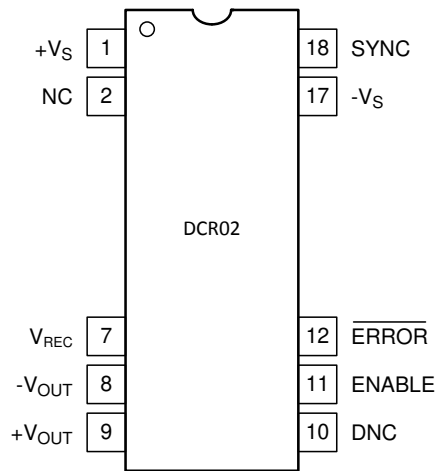 +VS 1 18 SYNC
NC 2 17 -VS
DCR02
VREC 7 12 ERROR
-VOUT 8 11 ENABLE
+VOUT 9 10 DNC